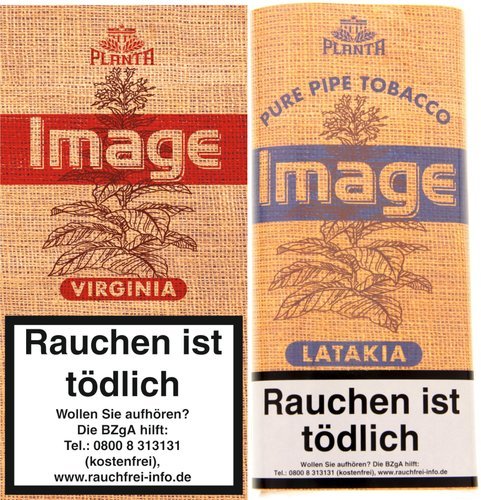 PLANTA
Image
VIRGINIA
Rauchen ist
tödlich
Wollen Sie aufhören?
Die BZgA hilft:
Tel.: 0800 8 313131
(kostenfrei),
www.rauchfrei-info.de
PLANTA
PURE PIPE TOBACCO
Image
LATAKIA
Rauchen ist
tödlich
Wollen Sie aufhören? Die BZgA hilft:
Tel.: 0800 8 313131 (kostenfrei), www.rauchfrei-info.de